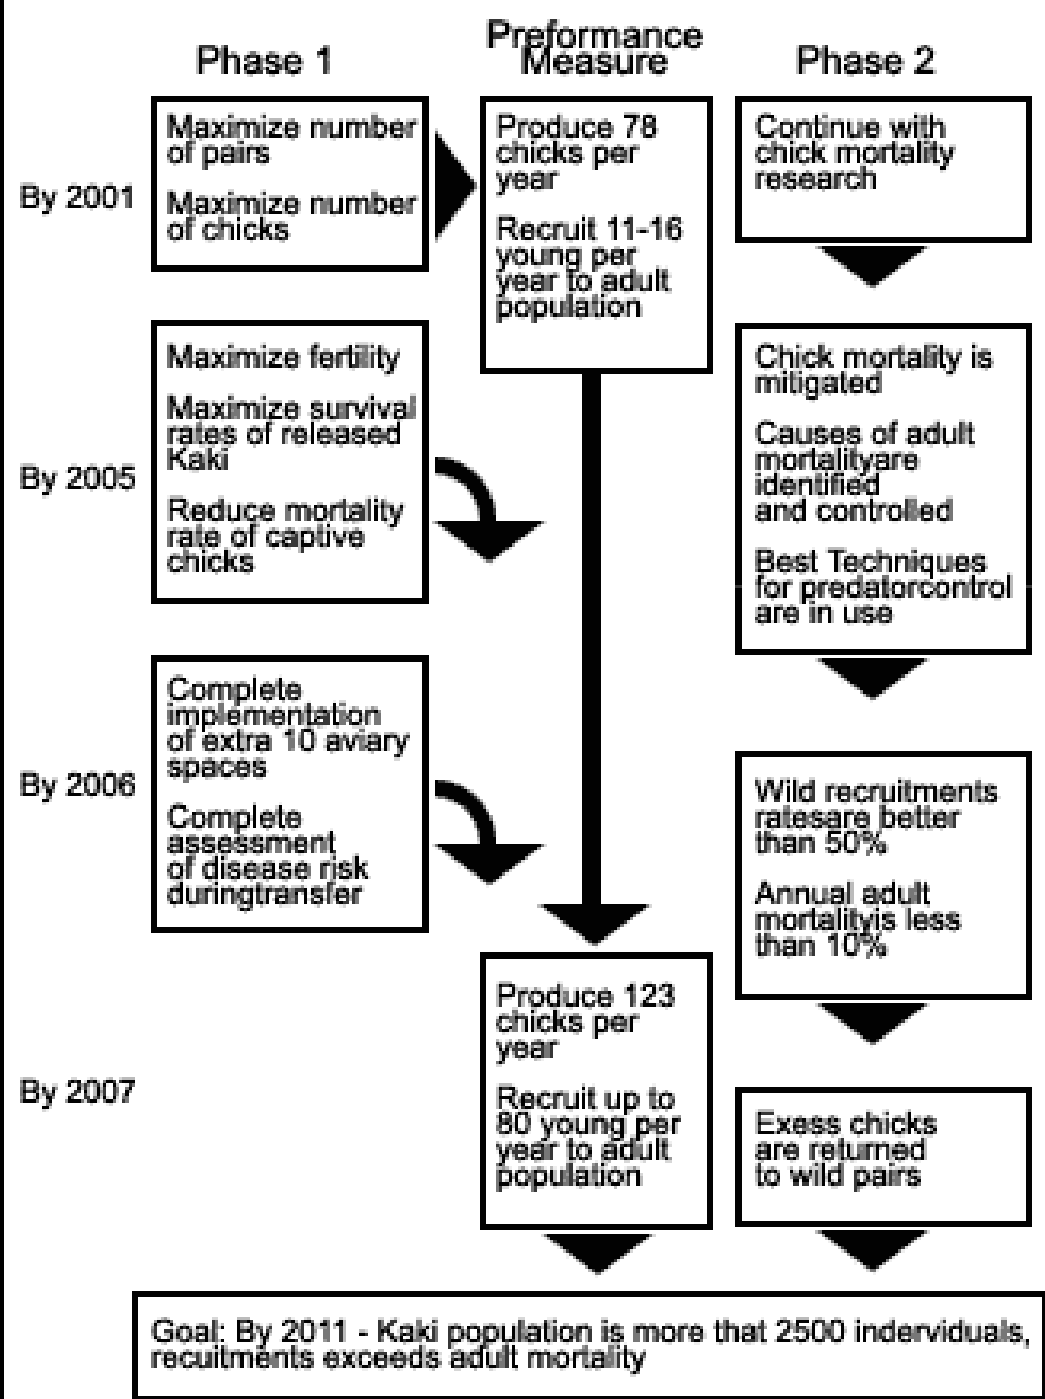 Phase 1
Preformance
Measure
Phase 2
By 2001
Maximize number
of pairs
Maximize number
of chicks
Produce 78
chicks per
year
Recruit 11-16
young per
year to adult
population
Continue with
chick mortality
research
By 2005
Maximize fertility
Maximize survival
rates of released
Kaki
Reduce mortality
rate of captive
chicks
Chick mortality is
mitigated
Causes of adult
mortalityare
identified
and controlled
Best Techniques
for predatorcontrol
are in use
By 2006
Complete
implementation
of extra 10 aviary
spaces
Complete
assessment
of disease risk
duringtransfer
Wild recruitments
ratesare better
than 50%
Annual adult
mortalityis less
than 10%
By 2007
Produce 123
chicks per
year
Recruit up to
80 young per
year to adult
population
Exess chicks
are returned
to wild pairs
Goal: By 2011 - Kaki population is more that 2500 inderviduals,
recuitments exceeds adult mortality